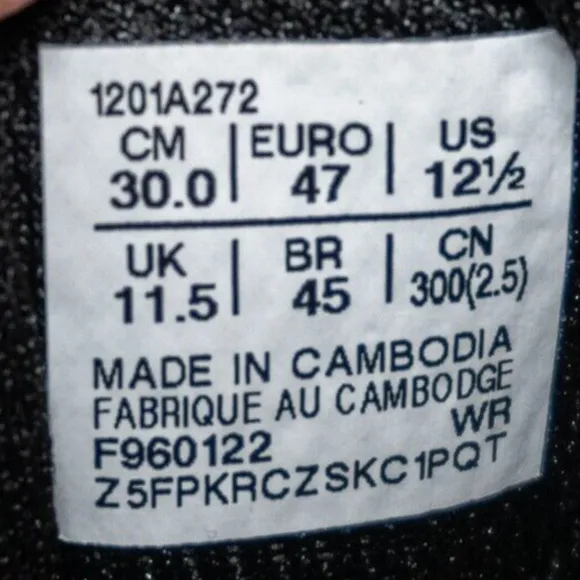 1201A272
CM | EURO | US
30.0 | 47 | 12½
UK | BR | CN
11.5 | 45 | 300(2.5)
MADE IN CAMBODIA
FABRIQUE AU CAMBODGE
WR
F960122
Z5FPKRCZSKC1PQT